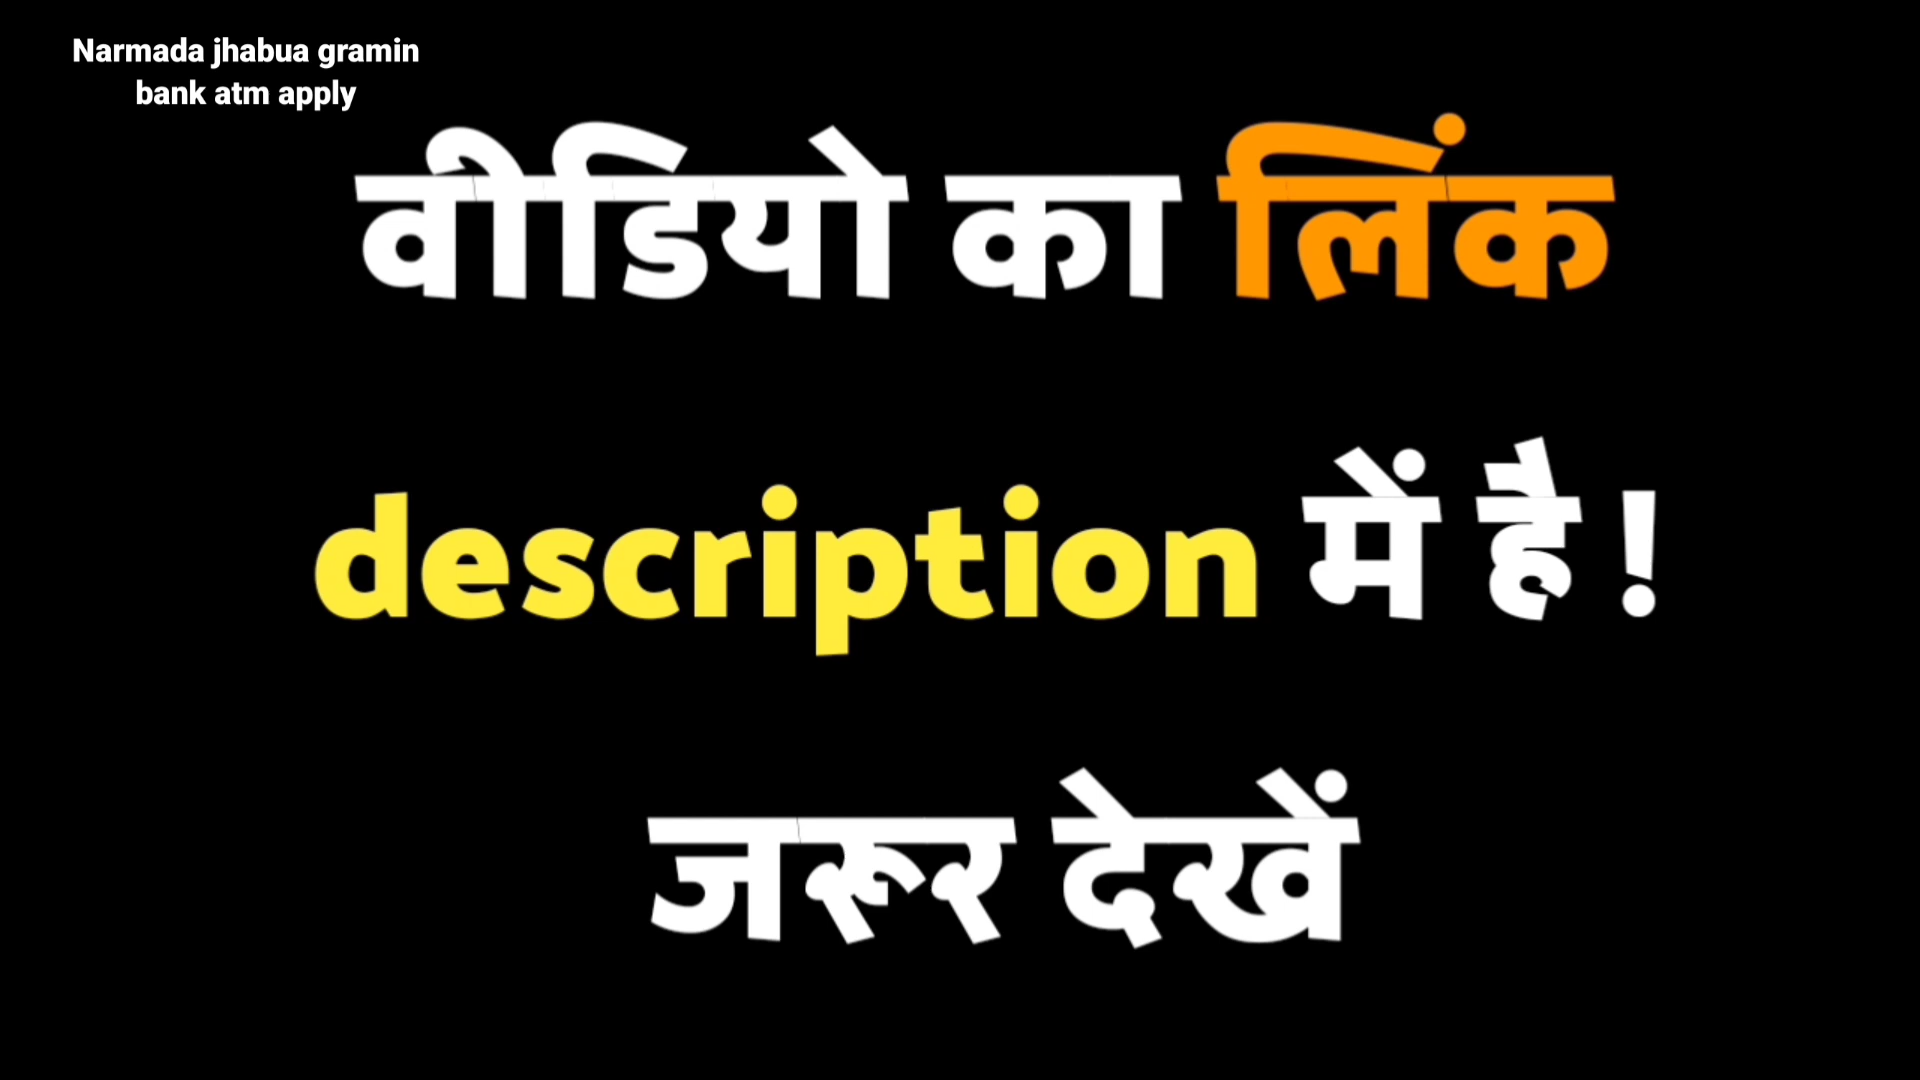 Narmada jhabua gramin
bank atm apply
वीडियो का लिंक
description में है !
जरूर देखें